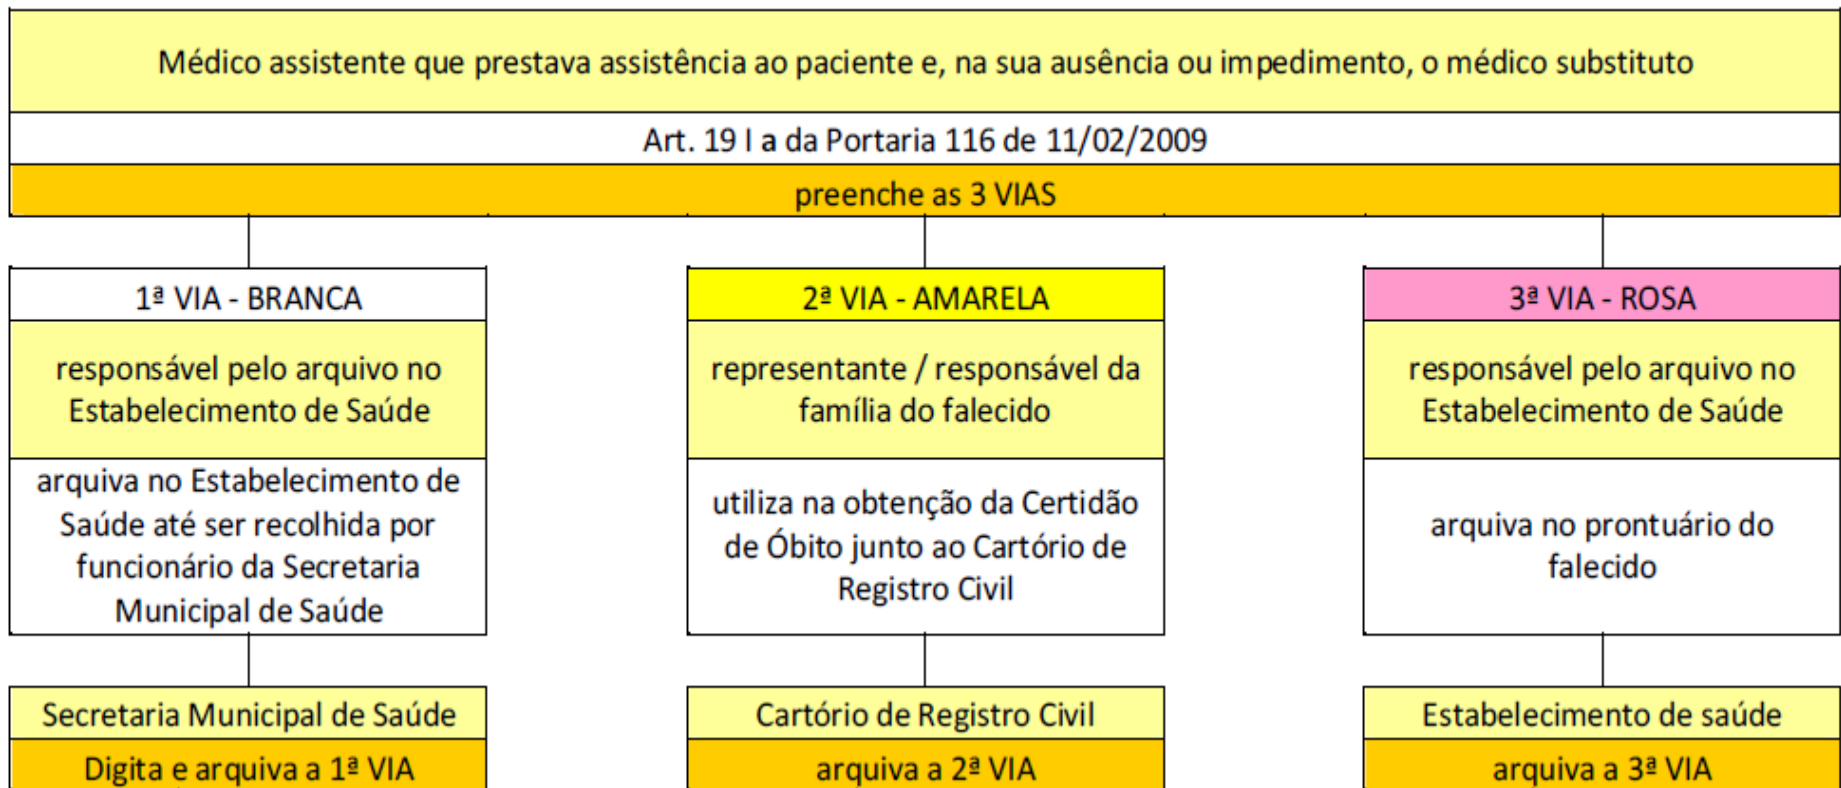 Médico assistente que prestava assistência ao paciente e, na sua ausência ou impedimento, o médico substituto
Art. 19 I a da Portaria 116 de 11/02/2009
preenche as 3 VIAS
1ª VIA - BRANCA
responsável pelo arquivo no
Estabelecimento de Saúde
arquiva no Estabelecimento de
Saúde até ser recolhida por
funcionário da Secretaria
Municipal de Saúde
Secretaria Municipal de Saúde
Digita e arquiva a 1ª VIA
2ª VIA - AMARELA
representante / responsável da
família do falecido
utiliza na obtenção da Certidão
de Óbito junto ao Cartório de
Registro Civil
Cartório de Registro Civil
arquiva a 2ª VIA
3ª VIA - ROSA
responsável pelo arquivo no
Estabelecimento de Saúde
arquiva no prontuário do
falecido
Estabelecimento de saúde
arquiva a 3ª VIA